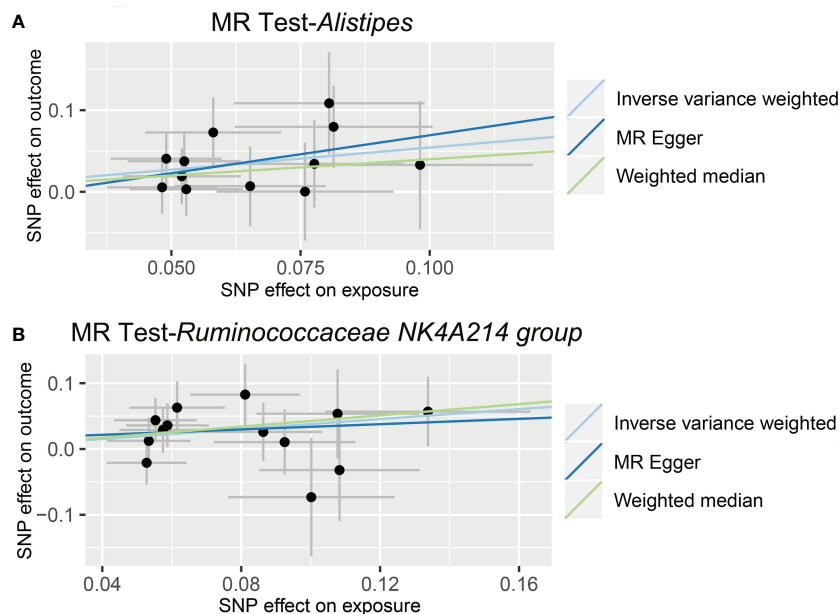 A
MR Test-Alistipes
SNP effect on outcome
0.1
0.0
0.050
0.075
0.100
SNP effect on exposure
Inverse variance weighted
MR Egger
Weighted median
B
MR Test-Ruminococcaceae NK4A214 group
SNP effect on outcome
0.1
0.0
−0.1
0.04
0.08
0.12
0.16
SNP effect on exposure
Inverse variance weighted
MR Egger
Weighted median